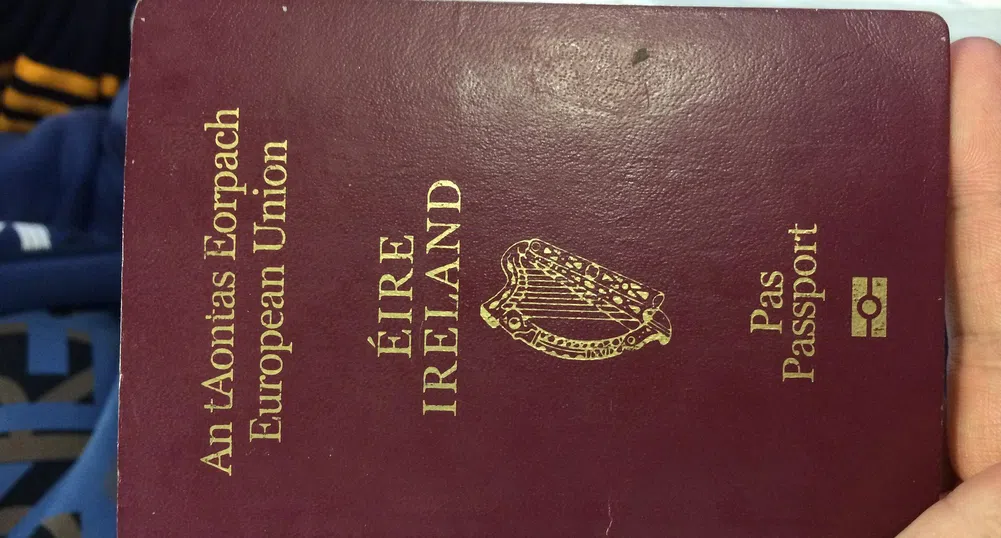 An tAontas Eorpach
European Union
ÉIRE
IRELAND
Pas
Passport